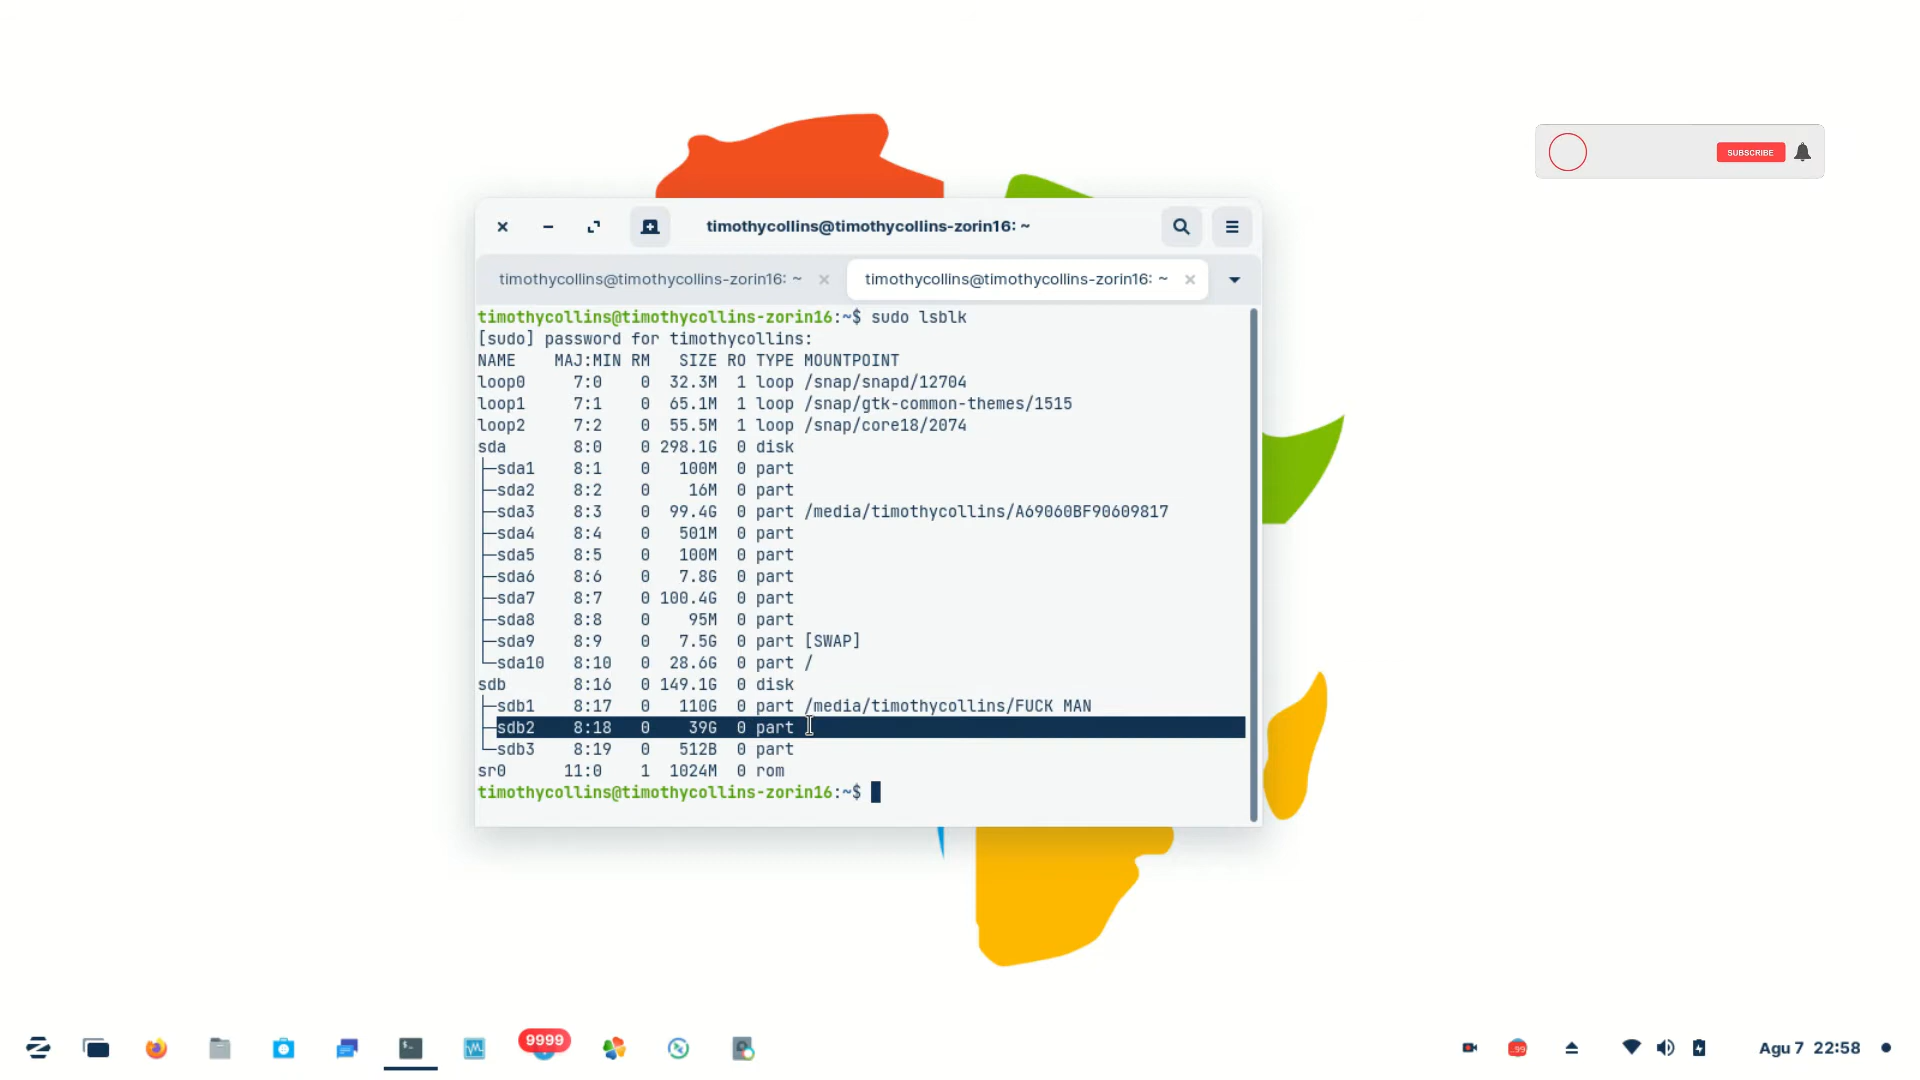 SUBSCRIBE
timothycollins@timothycollins-zorin16: ~
timothycollins@timothycollins-zorin16: ~
timothycollins@timothycollins-zorin16: ~
timothycollins@timothycollins-zorin16:~$ sudo lsblk
[sudo] password for timothycollins:
NAME MAJ:MIN RM SIZE RO TYPE MOUNTPOINT
loop0 7:0 0 32.3M 1 loop /snap/snapd/12704
loop1 7:1 0 65.1M 1 loop /snap/gtk-common-themes/1515
loop2 7:2 0 55.5M 1 loop /snap/core18/2074
sda 8:0 0 298.1G 0 disk
├─sda1 8:1 0 100M 0 part
├─sda2 8:2 0 16M 0 part
├─sda3 8:3 0 99.4G 0 part /media/timothycollins/A69060BF90609817
├─sda4 8:4 0 501M 0 part
├─sda5 8:5 0 100M 0 part
├─sda6 8:6 0 7.8G 0 part
├─sda7 8:7 0 100.4G 0 part
├─sda8 8:8 0 95M 0 part
├─sda9 8:9 0 7.5G 0 part [SWAP]
└─sda10 8:10 0 28.6G 0 part /
sdb 8:16 0 149.1G 0 disk
├─sdb1 8:17 0 110G 0 part /media/timothycollins/FUCK MAN
├─sdb2 8:18 0 39G 0 part
└─sdb3 8:19 0 512B 0 part
sr0 11:0 1 1024M 0 rom
timothycollins@timothycollins-zorin16:~$
9999
..99
Agu 7 22:58